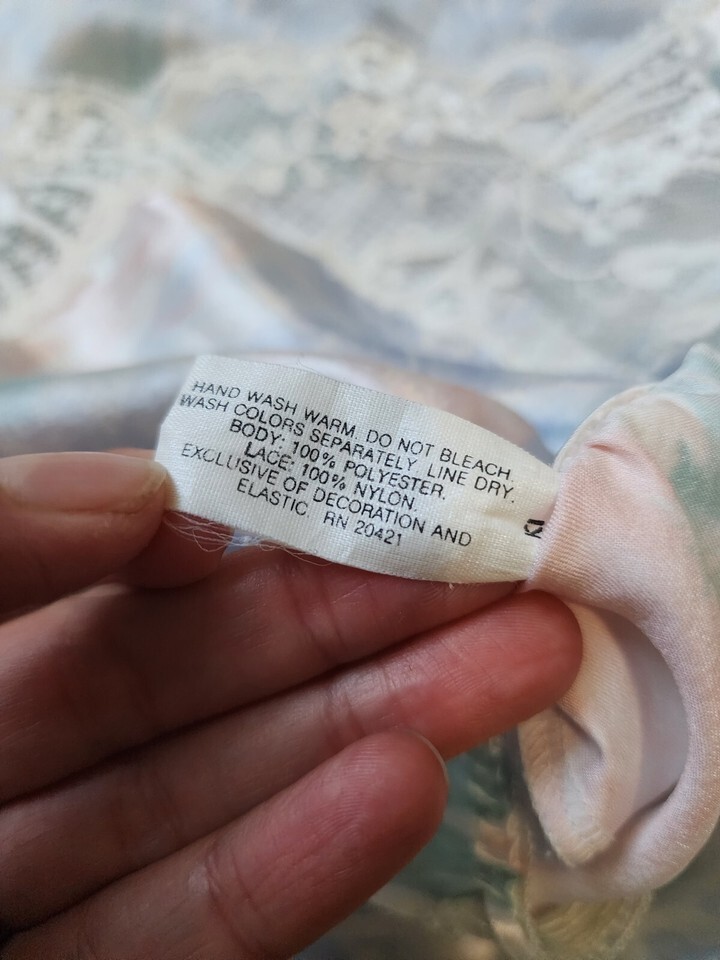 HAND WASH WARM. DO NOT BLEACH.
WASH COLORS SEPARATELY. LINE DRY.
BODY: 100% POLYESTER.
LACE: 100% NYLON.
EXCLUSIVE OF DECORATION AND
ELASTIC. RN 20421